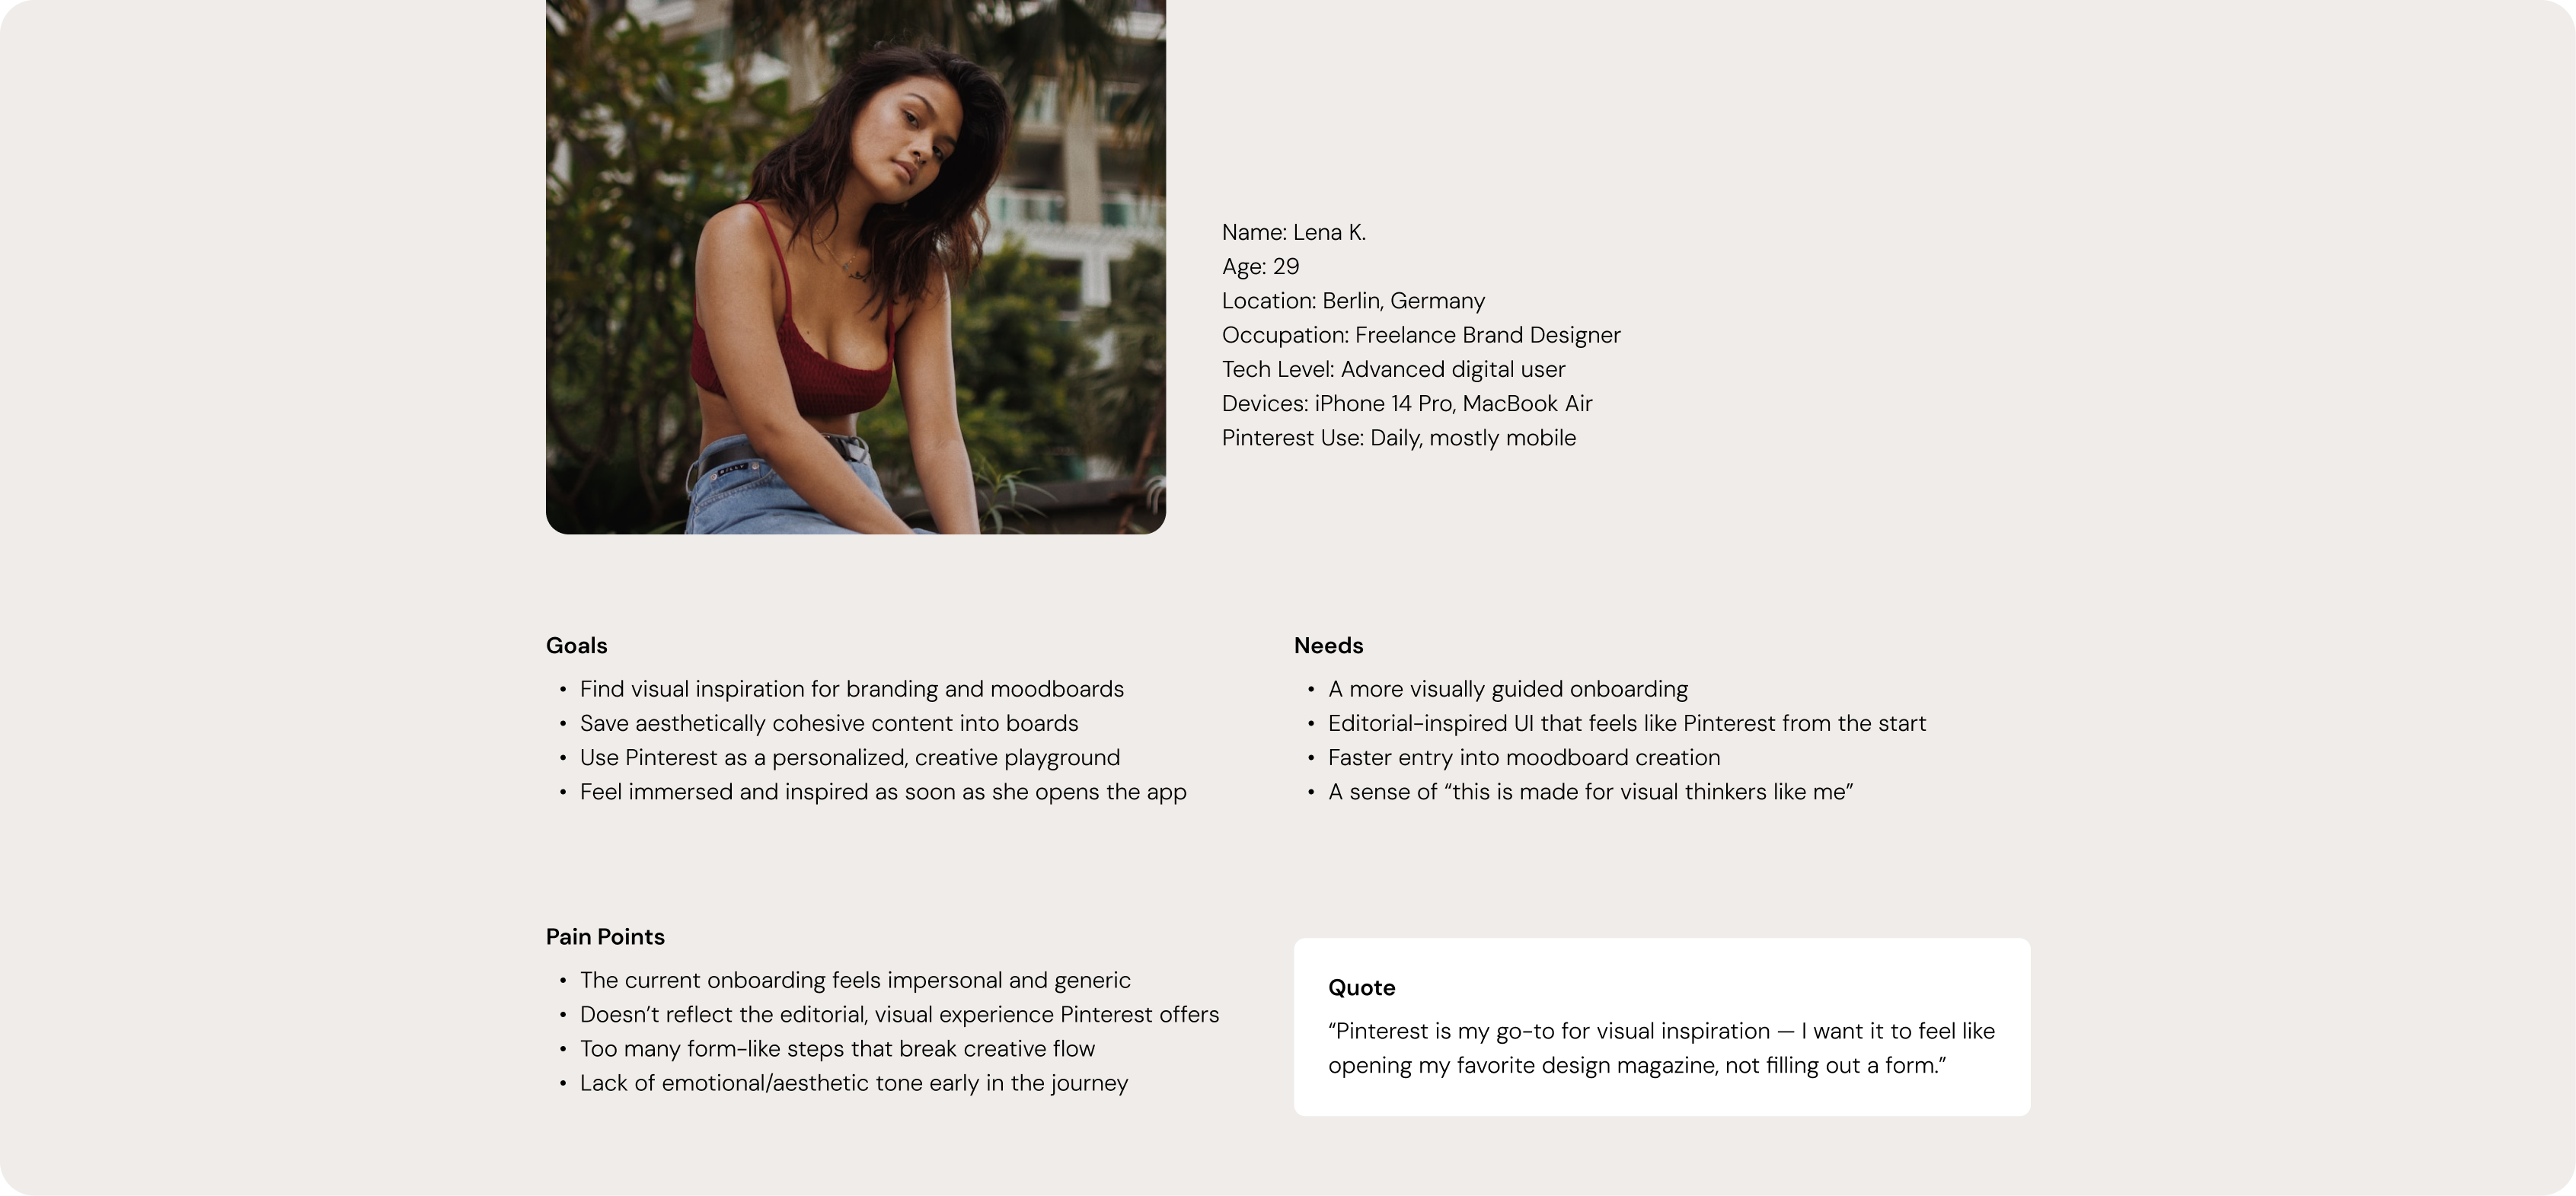 Name: Lena K.
Age: 29
Location: Berlin, Germany
Occupation: Freelance Brand Designer
Tech Level: Advanced digital user
Devices: iPhone 14 Pro, MacBook Air
Pinterest Use: Daily, mostly mobile
Goals
• Find visual inspiration for branding and moodboards
• Save aesthetically cohesive content into boards
• Use Pinterest as a personalized, creative playground
• Feel immersed and inspired as soon as she opens the app
Needs
• A more visually guided onboarding
• Editorial-inspired UI that feels like Pinterest from the start
• Faster entry into moodboard creation
• A sense of “this is made for visual thinkers like me”
Pain Points
• The current onboarding feels impersonal and generic
• Doesn’t reflect the editorial, visual experience Pinterest offers
• Too many form-like steps that break creative flow
• Lack of emotional/aesthetic tone early in the journey
Quote
“Pinterest is my go-to for visual inspiration — I want it to feel like
opening my favorite design magazine, not filling out a form.”